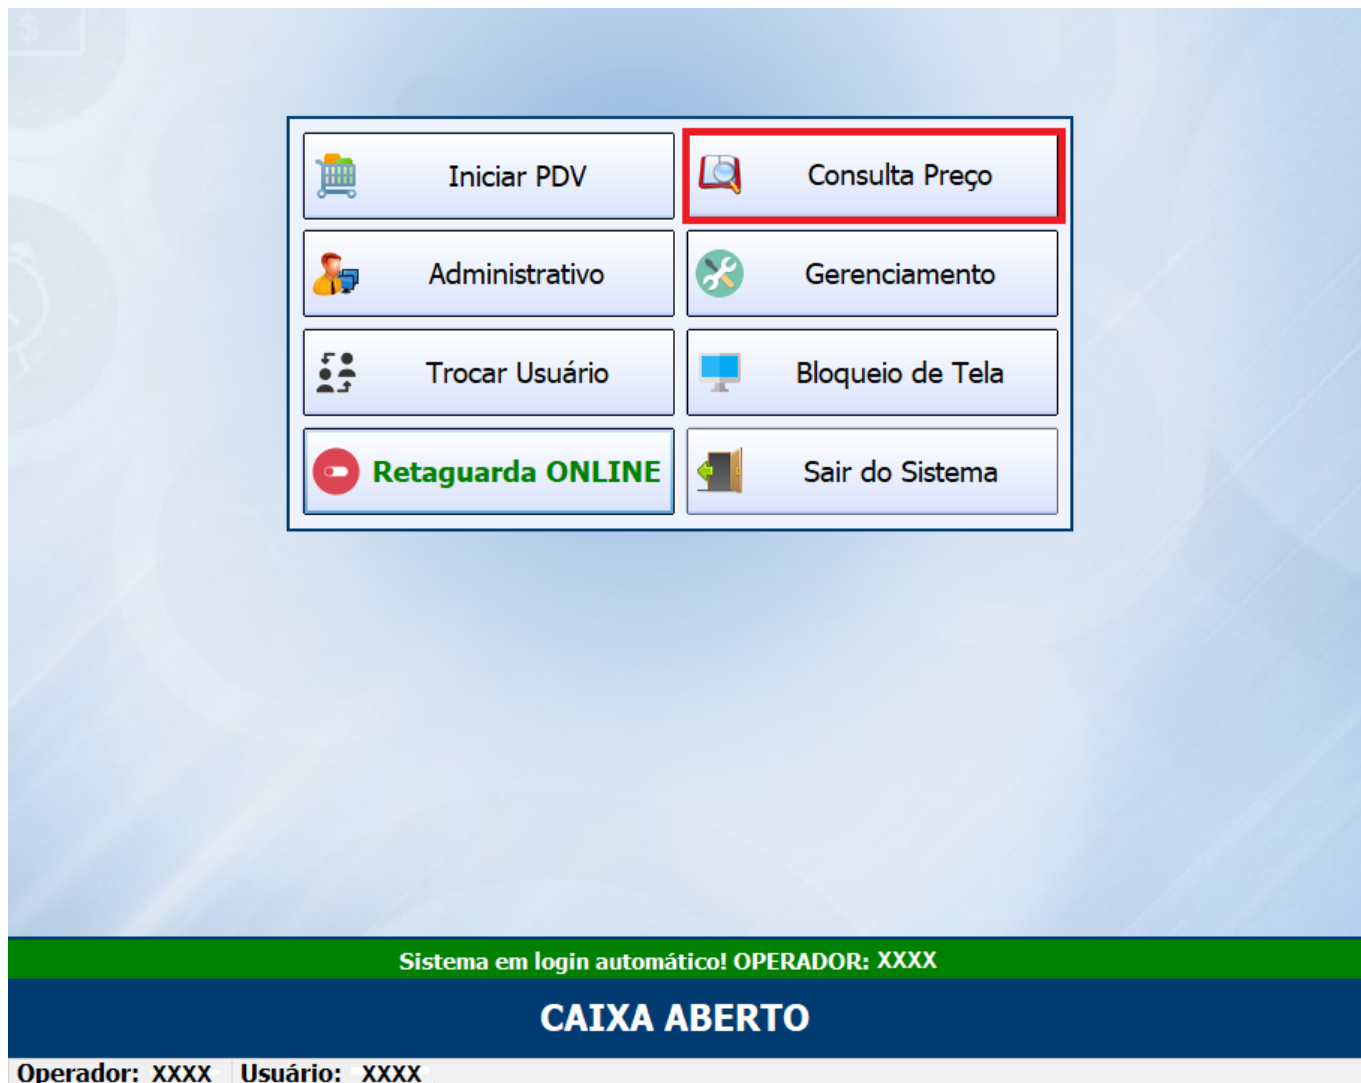 Iniciar PDV
Consulta Preço
Administrativo
Gerenciamento
Trocar Usuário
Bloqueio de Tela
Retaguarda ONLINE
Sair do Sistema
Sistema em login automático! OPERADOR: XXXX
CAIXA ABERTO
Operador: XXXX Usuário: XXXX